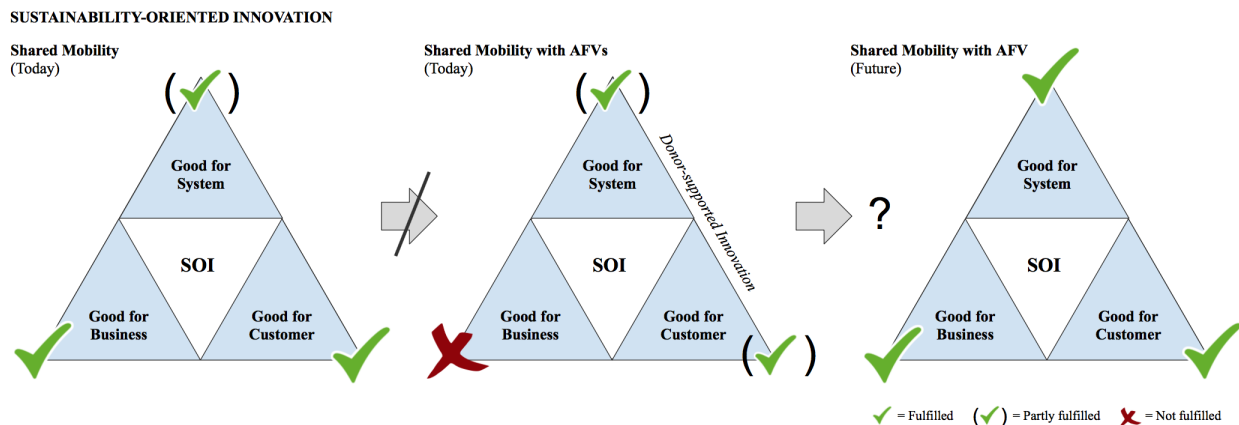 SUSTAINABILITY-ORIENTED INNOVATION
Shared Mobility
(Today)
( )
Good for
System
SOI
Good for
Business
Good for
Customer
Shared Mobility with AFVs
(Today)
( )
Good for
System
Donor-supported Innovation
SOI
Good for
Business
Good for
Customer
( )
?
Shared Mobility with AFV
(Future)
Good for
System
SOI
Good for
Business
Good for
Customer
= Fulfilled
( ) = Partly fulfilled
= Not fulfilled